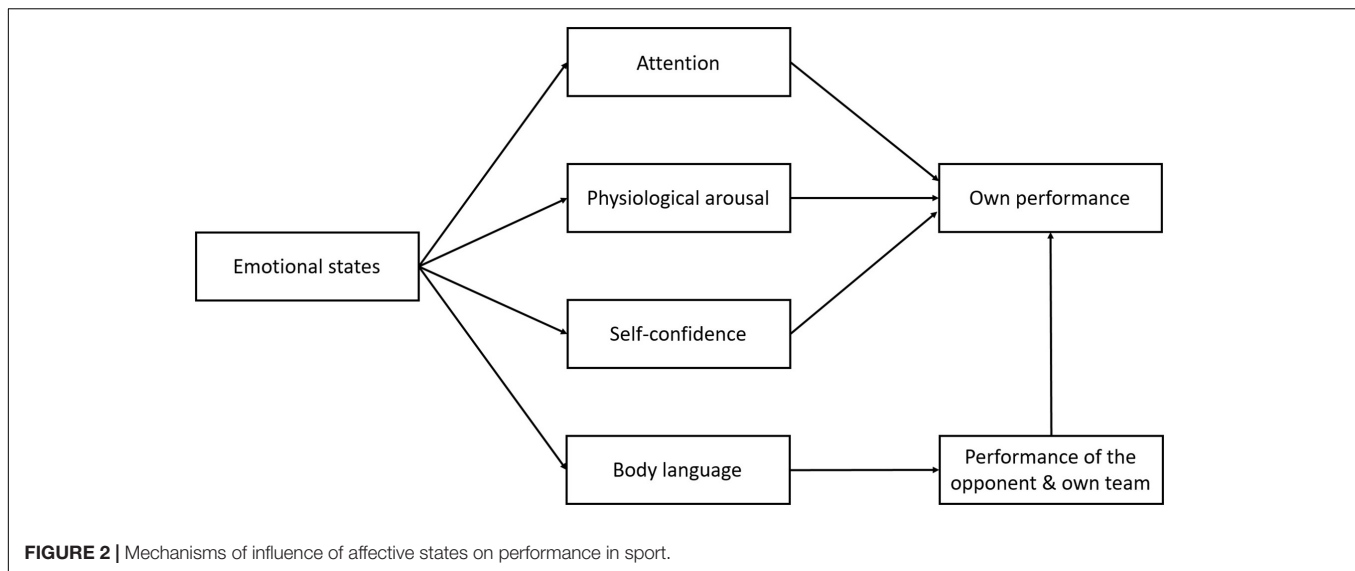 Attention
Physiological arousal
Own performance
Emotional states
Self-confidence
Body language
Performance of the
opponent & own team
FIGURE 2 | Mechanisms of influence of affective states on performance in sport.